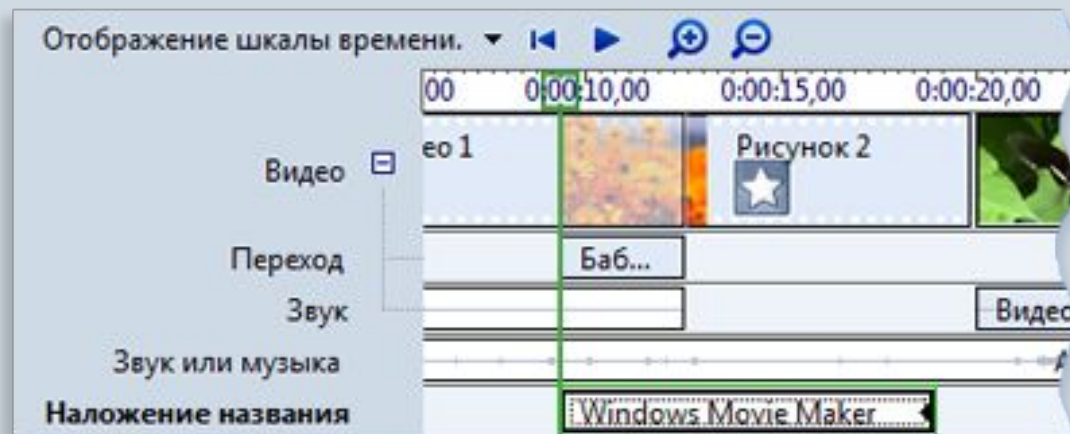 Отображение шкалы времени.
00 0:00:10,00 0:00:15,00 0:00:20,00
Видео
ео 1 Рисунок 2
Переход Баб...
Звук Видео
Звук или музыка
Наложение названия Windows Movie Maker